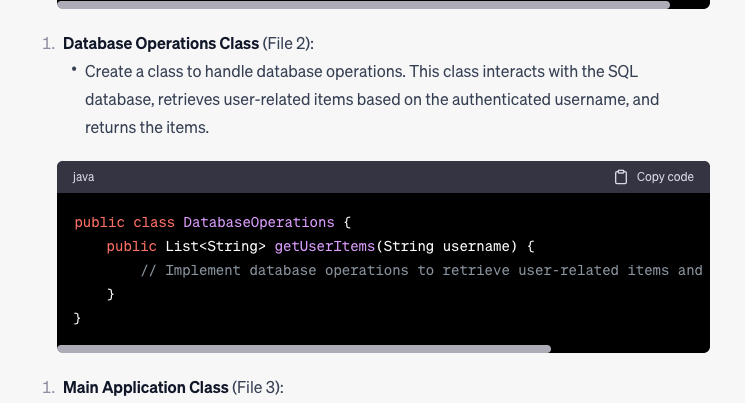 1. Database Operations Class (File 2):
• Create a class to handle database operations. This class interacts with the SQL
database, retrieves user-related items based on the authenticated username, and
returns the items.
java Copy code
public class DatabaseOperations {
    public List<String> getUserItems(String username) {
        // Implement database operations to retrieve user-related items and
    }
}
1. Main Application Class (File 3):